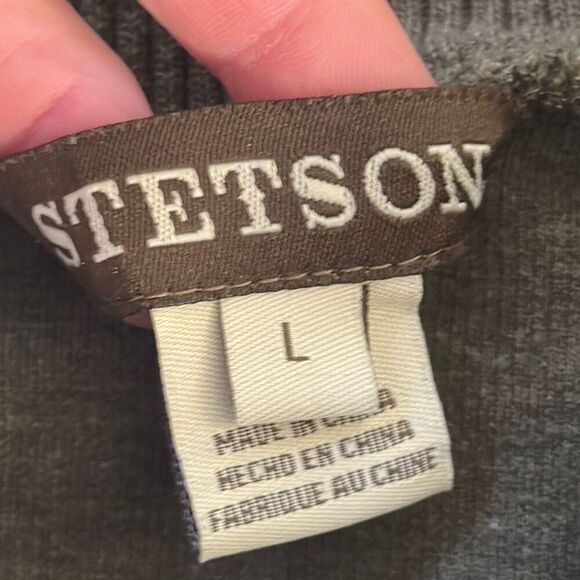 STETSON
L
MADE IN CHINA
HECHO EN CHINA
FABRIQUE AU CHINE